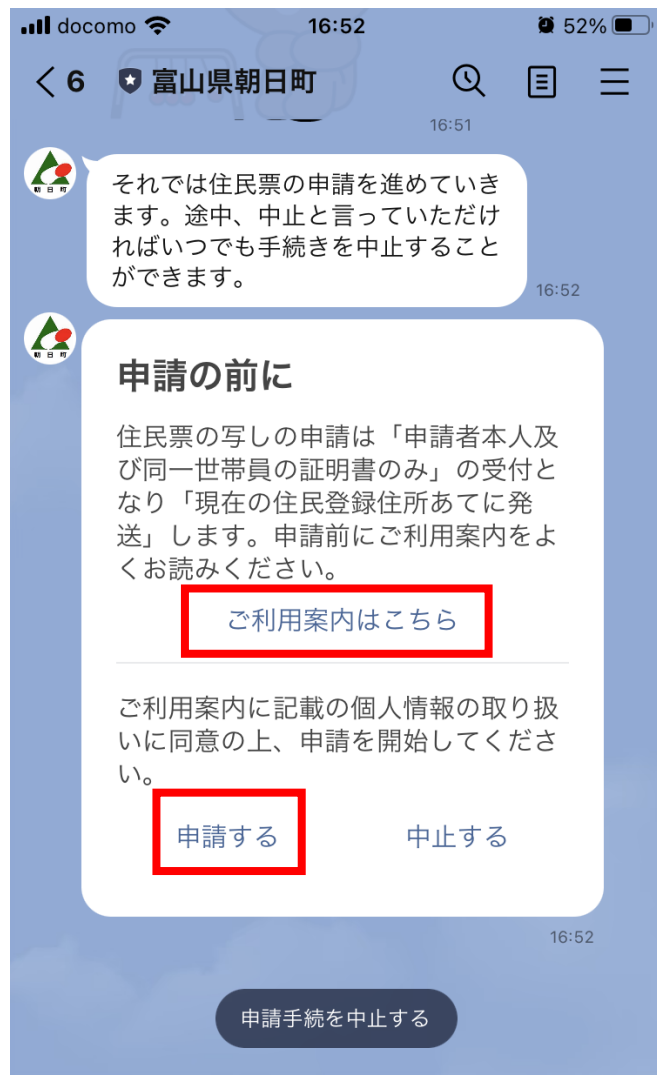 docomo 16:52 52%
6 富山県朝日町
16:51
朝日町
それでは住民票の申請を進めていき
ます。途中、中止と言っていただけ
ればいつでも手続きを中止すること
ができます。
16:52
朝日町
申請の前に
住民票の写しの申請は「申請者本人及
び同一世帯員の証明書のみ」の受付と
なり「現在の住民登録住所あてに発
送」します。申請前にご利用案内をよ
くお読みください。
ご利用案内はこちら
ご利用案内に記載の個人情報の取り扱
いに同意の上、申請を開始してくださ
い。
申請する 中止する
16:52
申請手続を中止する